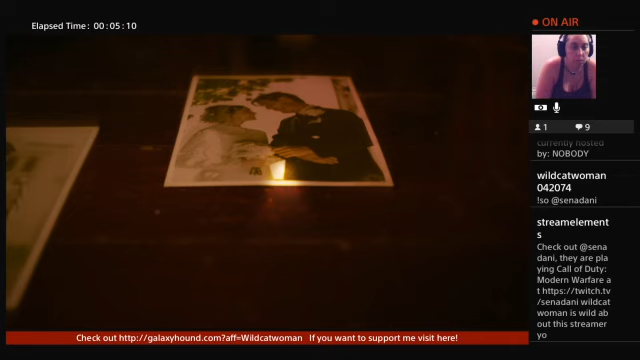 Elapsed Time: 00:05:10
ON AIR
1
9
currently hosted
by: NOBODY
wildcatwoman
042074
!so @senadani
streamelement
s
Check out @sena
dani, they are pla
ying Call of Duty:
Modern Warfare a
t https://twitch.tv
/senadani wildcat
woman is wild ab
out this streamer
yo
Check out http://galaxyhound.com?aff=Wildcatwoman If you want to support me visit here!